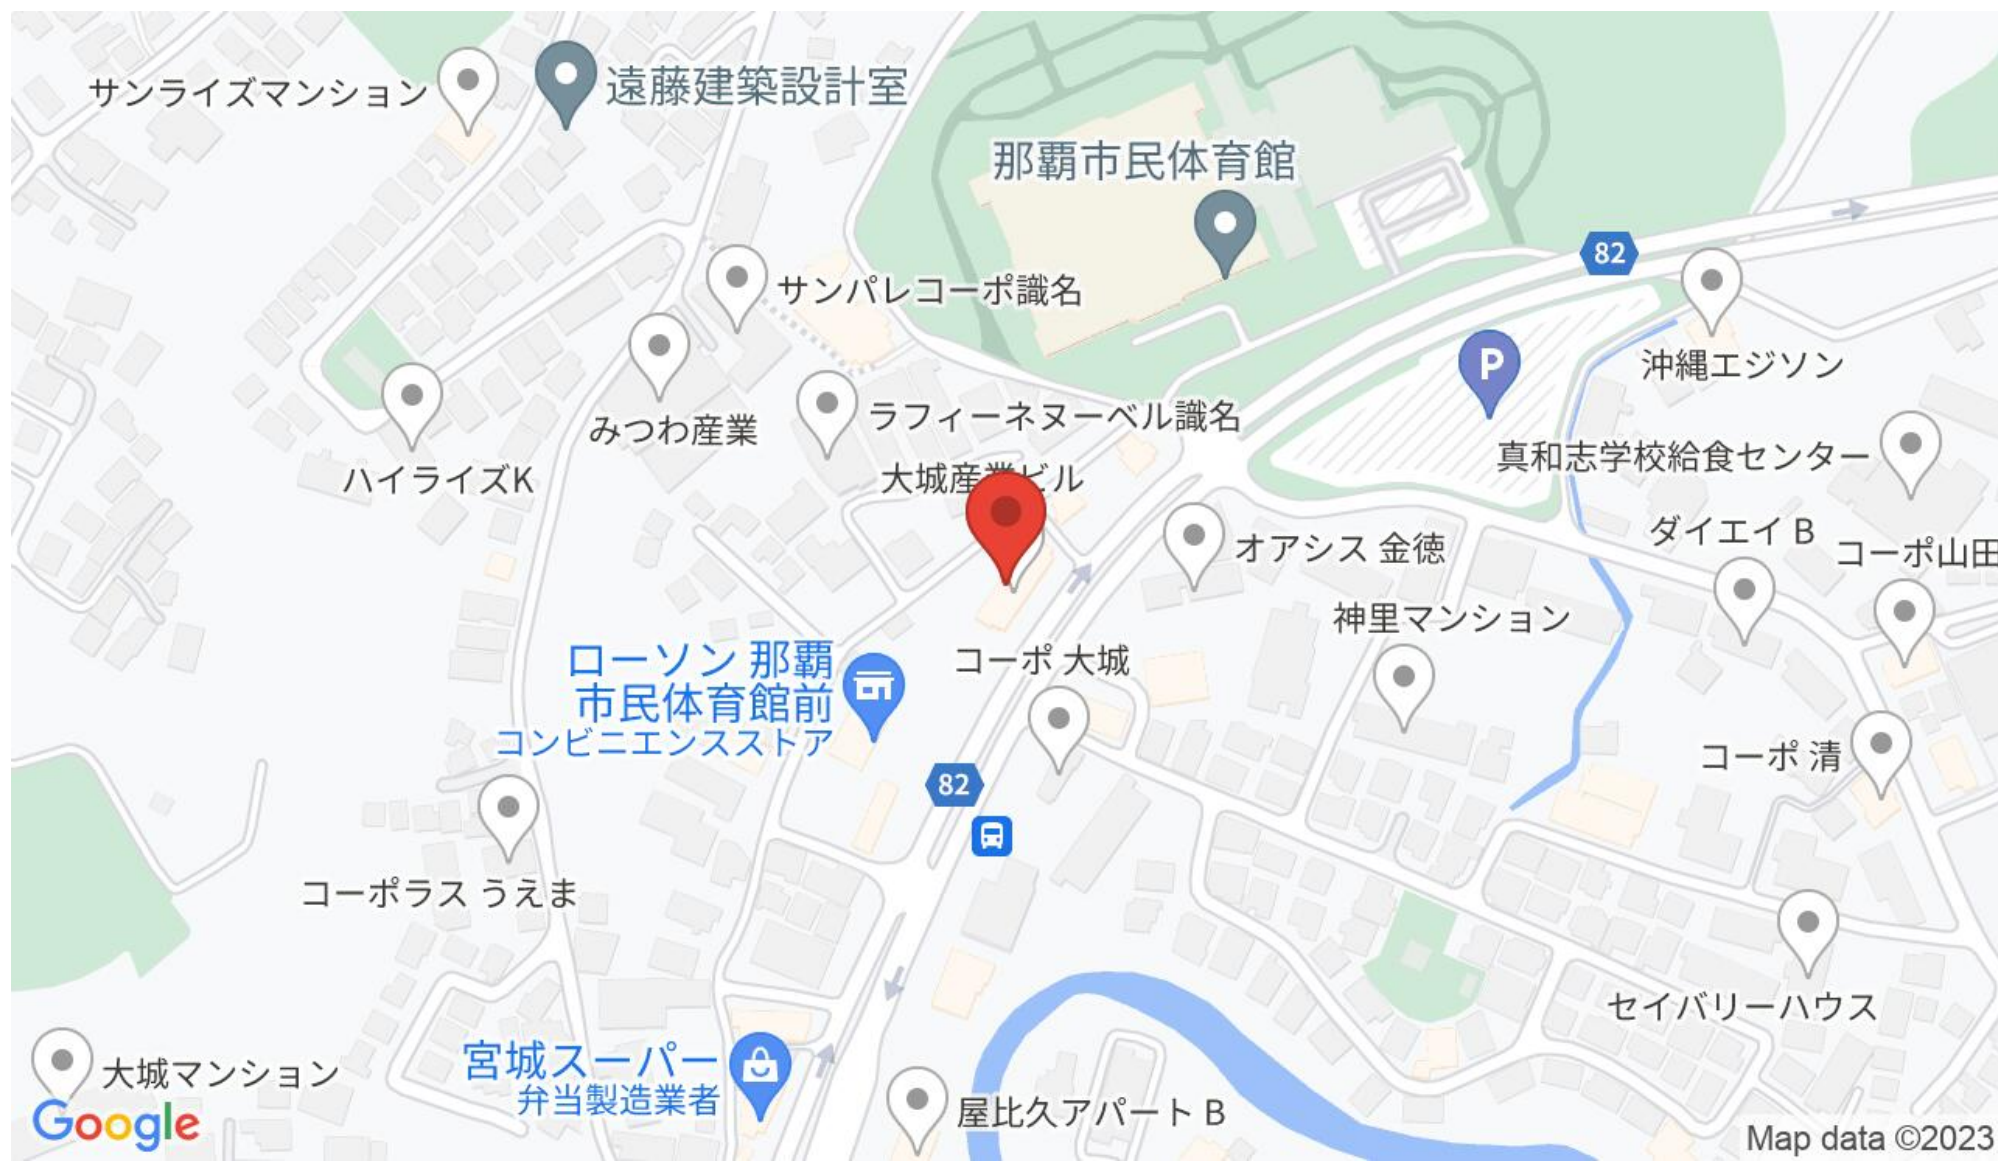 サンライズマンション
遠藤建築設計室
那覇市民体育館
82
サンパレコーポ識名
沖縄エジソン
P
みつわ産業
ラフィーネヌーベル識名
真和志学校給食センター
ハイライズK
大城産業ビル
オアシス 金徳
ダイエイ B
コーポ山田
神里マンション
ローソン 那覇
市民体育館前
コンビニエンスストア
コーポ 大城
コーポ 清
82
コーポラス うえま
セイバリーハウス
宮城スーパー
弁当製造業者
大城マンション
屋比久アパート B
Google
Map data ©2023